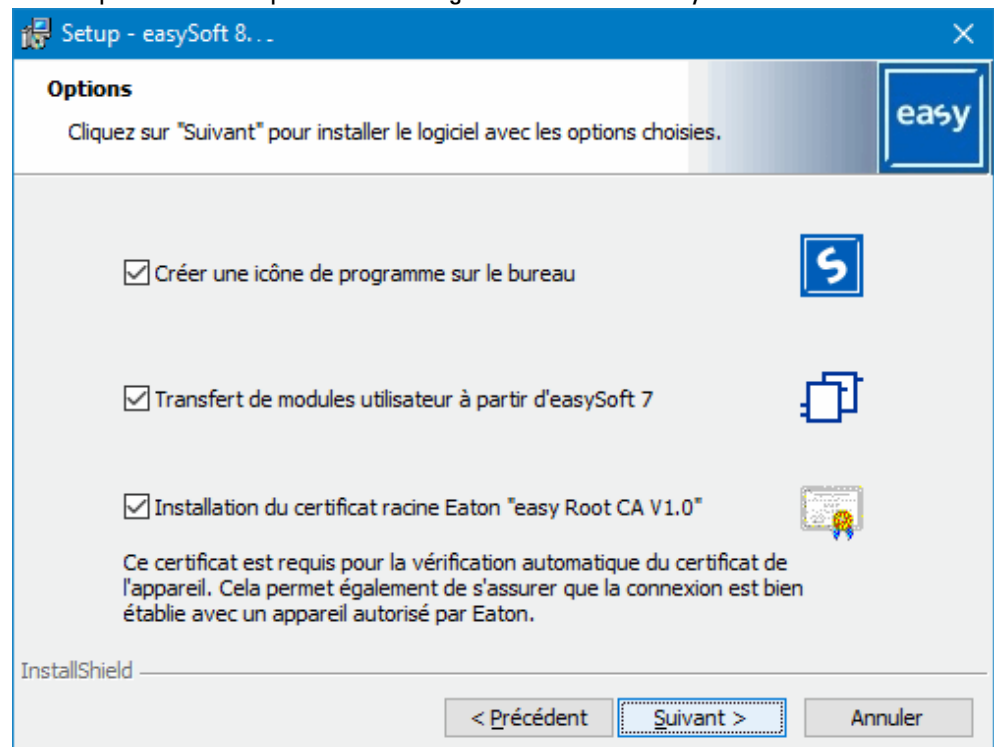 Setup - easySoft 8...
Options
Cliquez sur "Suivant" pour installer le logiciel avec les options choisies.
easy
Créer une icône de programme sur le bureau
S
Transfert de modules utilisateur à partir d'easySoft 7
Installation du certificat racine Eaton "easy Root CA V1.0"
Ce certificat est requis pour la vérification automatique du certificat de
l'appareil. Cela permet également de s'assurer que la connexion est bien
établie avec un appareil autorisé par Eaton.
InstallShield
< Précédent
Suivant >
Annuler